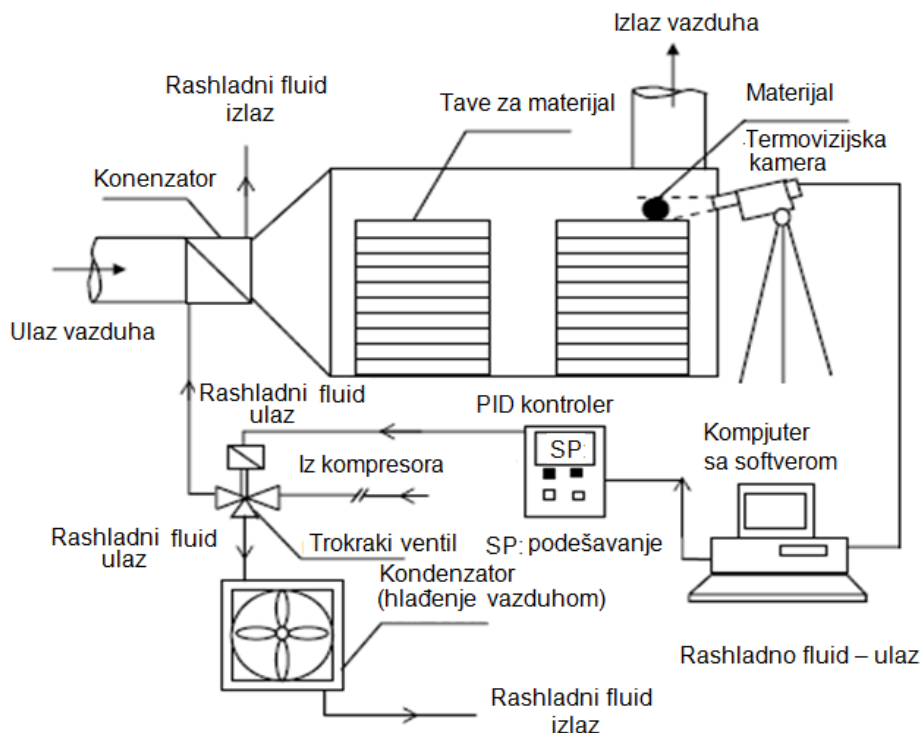 Izlaz vazduha
Rashladni fluid
izlaz
Tave za materijal
Materijal
Termovizijska
kamera
Konenzator
Ulaz vazduha
Rashladni fluid
ulaz
PID kontroler
SP:
Kompjuter
sa softverom
Iz kompresora
Rashladni fluid
ulaz
Trokraki ventil
SP: podešavanje
Kondenzator
(hlađenje vazduhom)
Rashladno fluid – ulaz
Rashladni fluid
izlaz